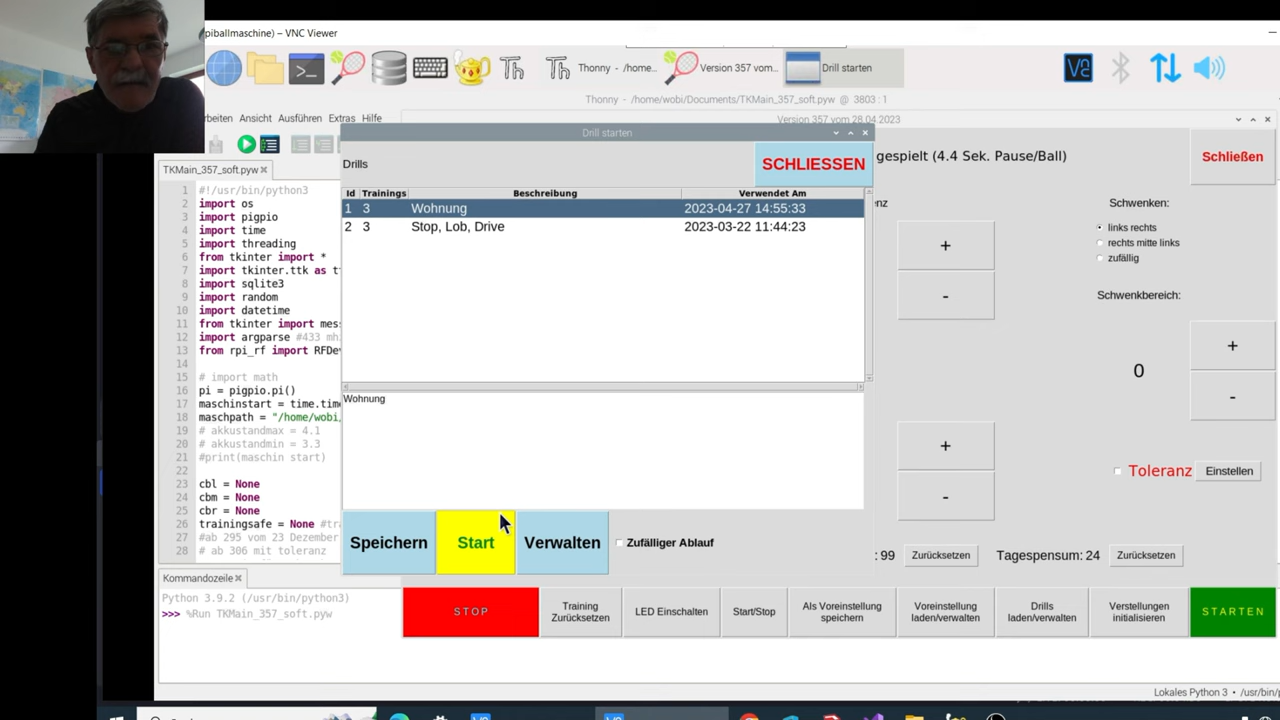 piballmaschine) – VNC Viewer
Thonny - /home...
Version 357 vom...
Drill starten
Thonny - /home/wobi/Documents/TKMain_357_soft.pyw @ 3803 : 1
rbeiten Ansicht Ausführen Extras Hilfe
Version 357 vom 28.04.2023
Drill starten
gespielt (4.4 Sek. Pause/Ball)
Schließen
Drills
SCHLIESSEN
TKMain_357_soft.pyw
Id Trainings Beschreibung Verwendet Am
1 3 Wohnung 2023-04-27 14:55:33
2 3 Stop, Lob, Drive 2023-03-22 11:44:23
nz
Schwenken:
links rechts
rechts mitte links
zufällig
Schwenkbereich:
+
-
0
+
-
+
-
1 #!/usr/bin/python3
2 import os
3 import pigpio
4 import time
5 import threading
6 from tkinter import *
7 import tkinter.ttk as t
8 import sqlite3
9 import random
10 import datetime
11 from tkinter import mes
12 import argparse #433 mh
13 from rpi_rf import RFDe
14
15 # import math
16 pi = pigpio.pi()
17 maschinstart = time.tim
18 maschpath = "/home/wobi
19 # akkustandmax = 4.1
20 # akkustandmin = 3.3
21 #print(maschin start)
22
23 cbl = None
24 cbm = None
25 cbr = None
26 trainingsafe = None #tr
27 #ab 295 vom 23 Dezember
28 # ab 306 mit toleranz
Wohnung
Toleranz Einstellen
Speichern Start Verwalten Zufälliger Ablauf
: 99 Zurücksetzen Tagespensum: 24 Zurücksetzen
Kommandozeile
Python 3.9.2 (/usr/bin/python3)
>>> %Run TKMain_357_soft.pyw
STOP
Training Zurücksetzen
LED Einschalten
Start/Stop
Als Voreinstellung speichern
Voreinstellung laden/verwalten
Drills laden/verwalten
Verstellungen initialisieren
STARTEN
Lokales Python 3 • /usr/bin/p